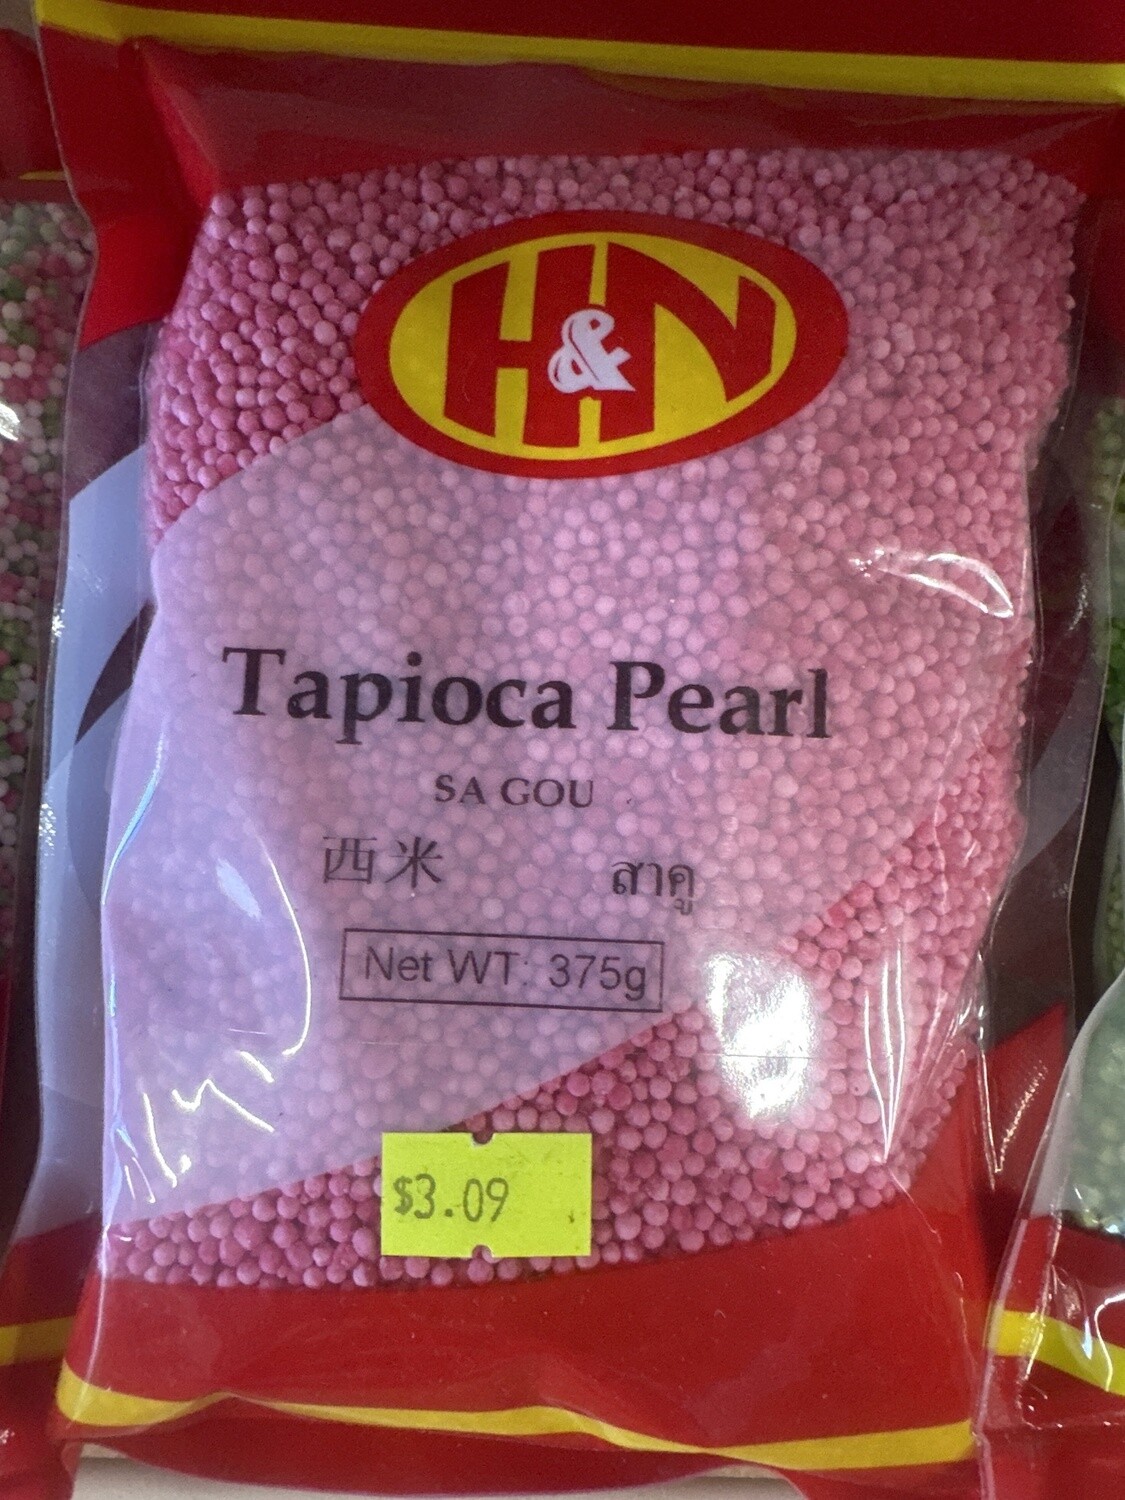 H&N
Tapioca Pearl
SA GOU
西米 สาคู
Net WT: 375g
$3.09